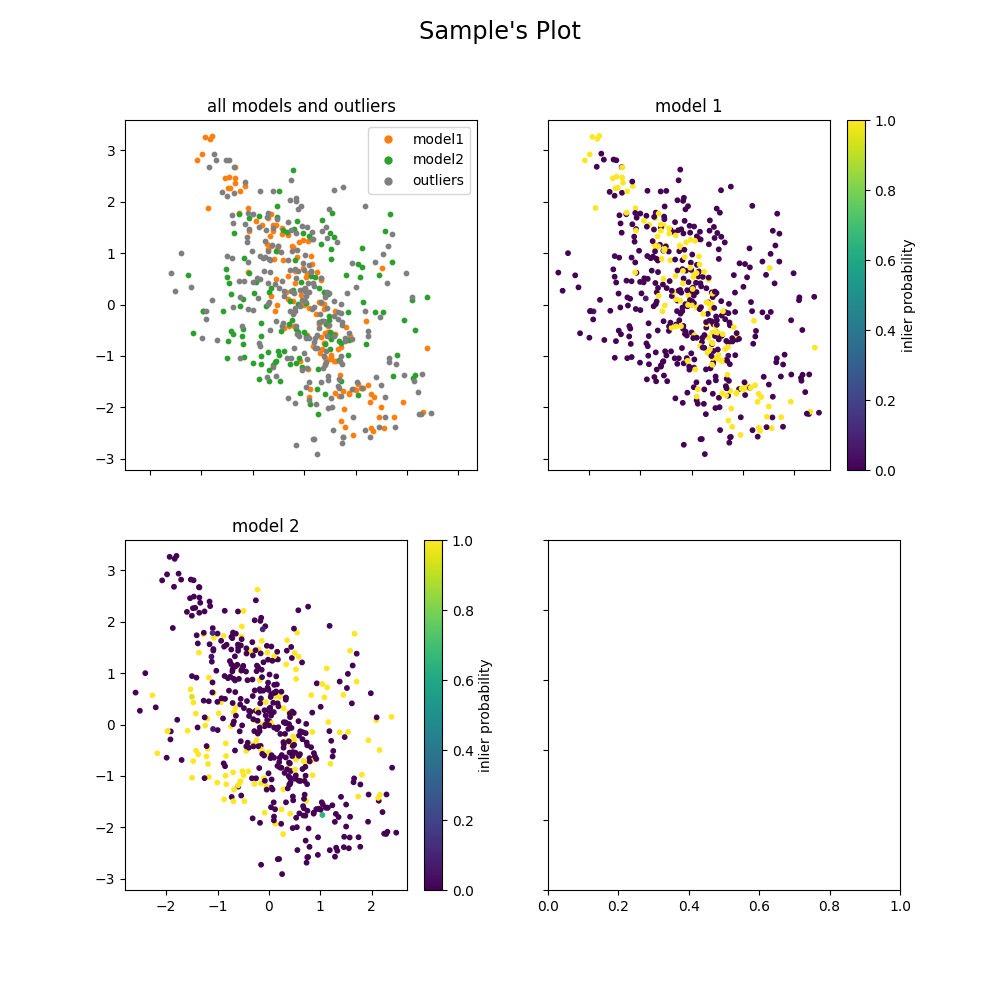 Sample's Plot
all models and outliers
model1
model2
outliers
3
2
1
0
−1
−2
−3
model 1
1.0
0.8
0.6
0.4
0.2
0.0
inlier probability
model 2
3
2
1
0
−1
−2
−3
−2 −1 0 1 2
1.0
0.8
0.6
0.4
0.2
0.0
inlier probability
0.0 0.2 0.4 0.6 0.8 1.0